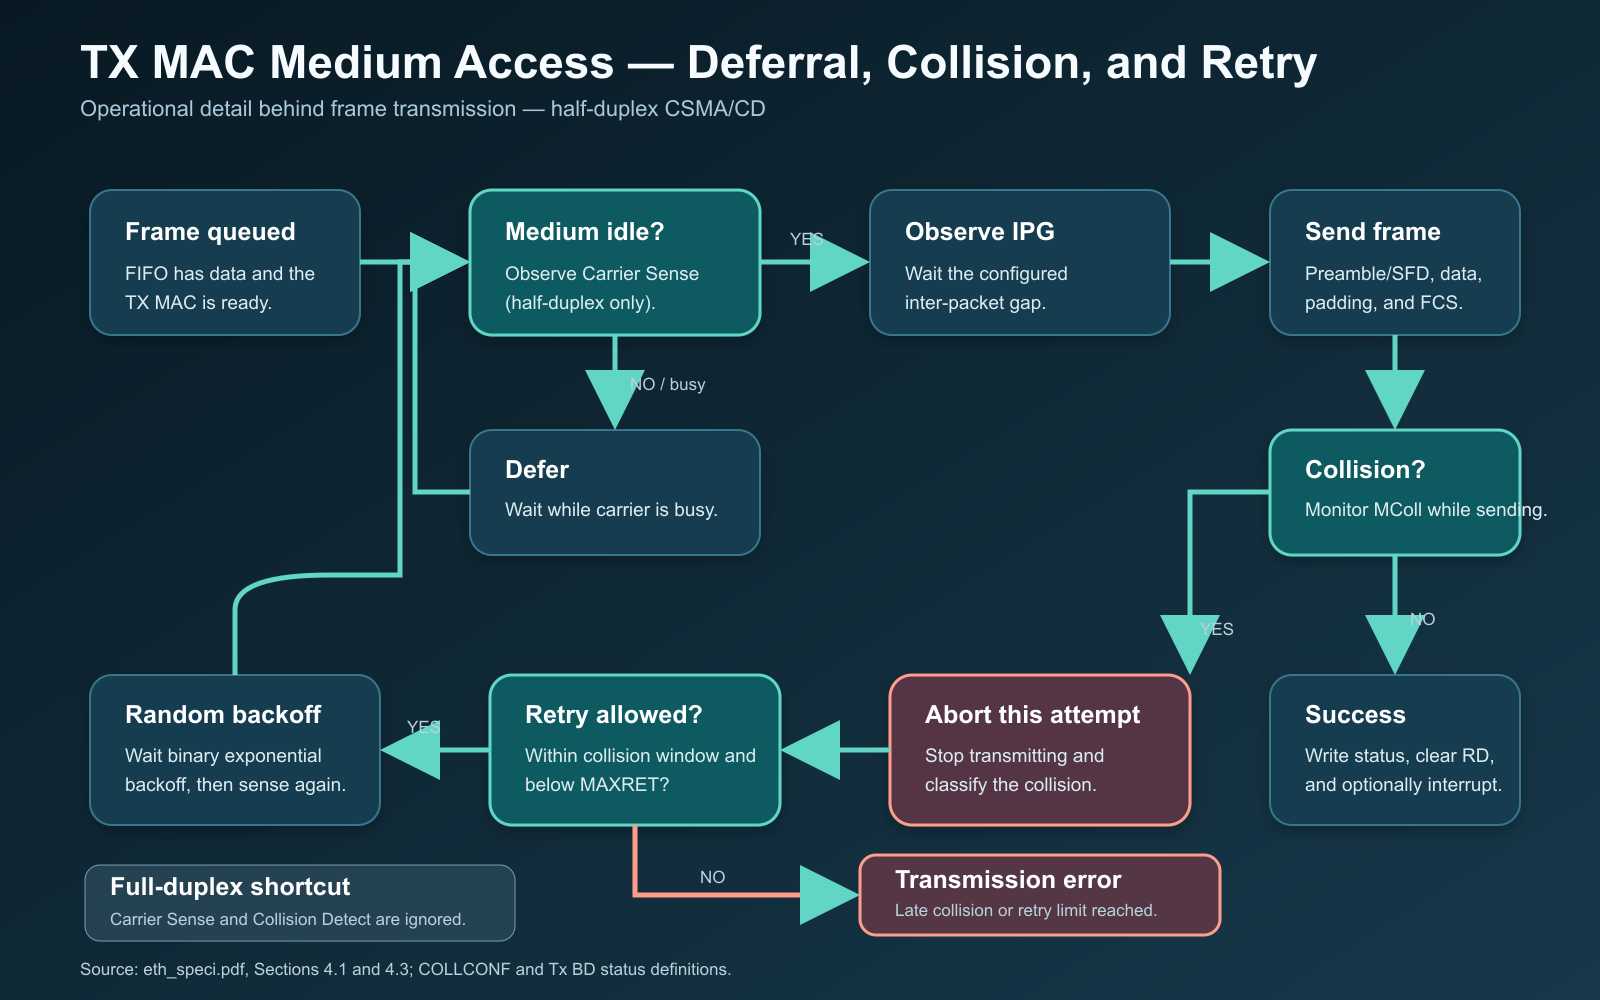 TX MAC Medium Access — Deferral, Collision, and Retry
Operational detail behind frame transmission — half-duplex CSMA/CD
Frame queued
FIFO has data and the
TX MAC is ready.
Medium idle?
Observe Carrier Sense
(half-duplex only).
YES
Observe IPG
Wait the configured
inter-packet gap.
Send frame
Preamble/SFD, data,
padding, and FCS.
NO / busy
Defer
Wait while carrier is busy.
Collision?
Monitor MColl while sending.
YES
NO
Random backoff
Wait binary exponential
backoff, then sense again.
YES
Retry allowed?
Within collision window and
below MAXRET?
Abort this attempt
Stop transmitting and
classify the collision.
Success
Write status, clear RD,
and optionally interrupt.
Full-duplex shortcut
Carrier Sense and Collision Detect are ignored.
NO
Transmission error
Late collision or retry limit reached.
Source: eth_speci.pdf, Sections 4.1 and 4.3; COLLCONF and Tx BD status definitions.